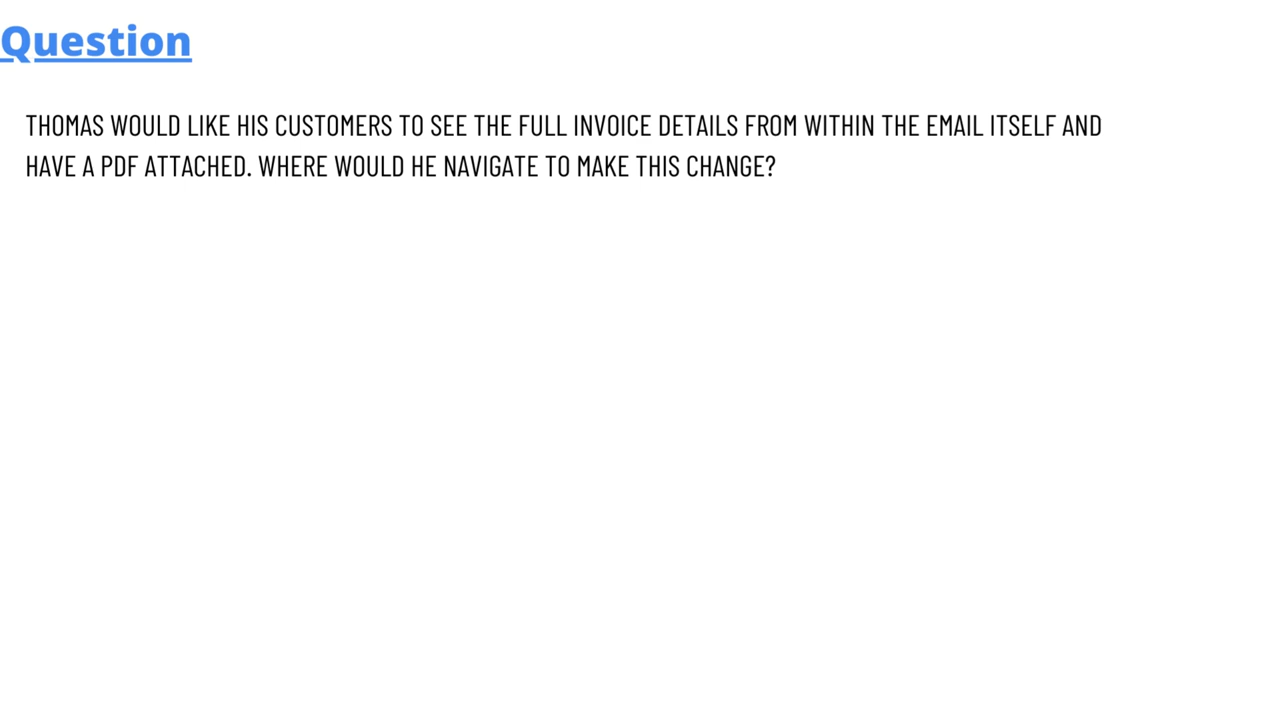 Question
THOMAS WOULD LIKE HIS CUSTOMERS TO SEE THE FULL INVOICE DETAILS FROM WITHIN THE EMAIL ITSELF AND
HAVE A PDF ATTACHED. WHERE WOULD HE NAVIGATE TO MAKE THIS CHANGE?